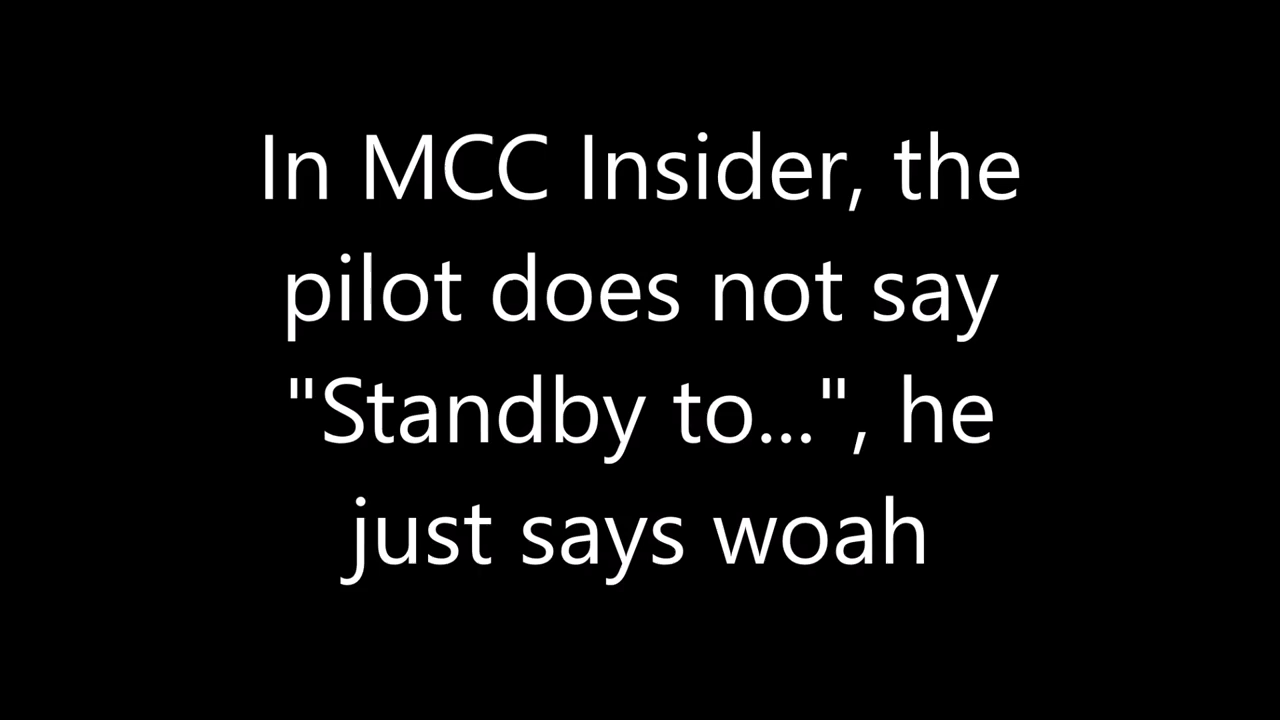 In MCC Insider, the
pilot does not say
"Standby to...", he
just says woah